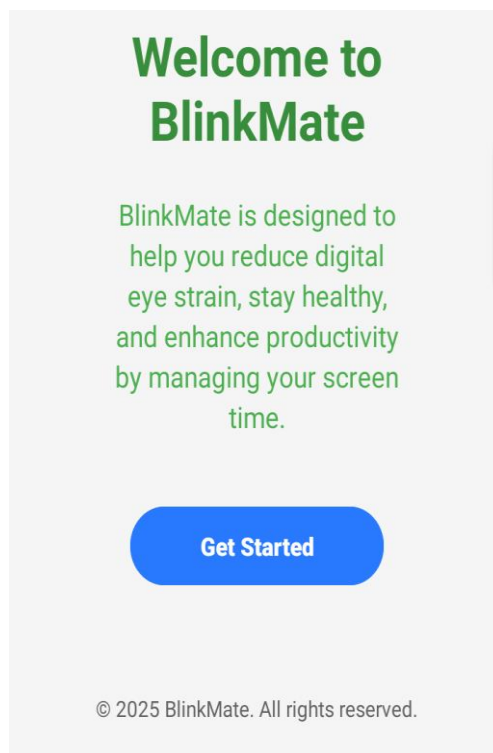 Welcome to
BlinkMate
BlinkMate is designed to
help you reduce digital
eye strain, stay healthy,
and enhance productivity
by managing your screen
time.
Get Started
© 2025 BlinkMate. All rights reserved.